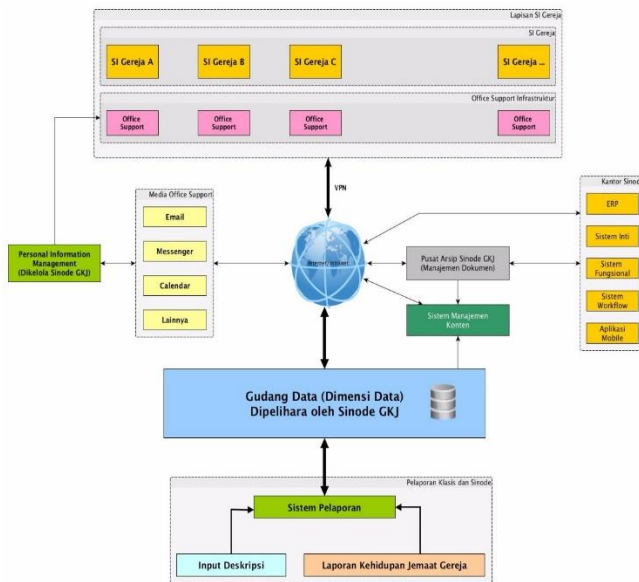 Lapisan SI Gereja
SI Gereja
SI Gereja A
SI Gereja B
SI Gereja C
SI Gereja ...
Office Support Infrastruktur
Office
Support
Office
Support
Office
Support
Office
Support
VPN
Media Office Support
Email
Messenger
Calendar
Lainnya
Personal Information
Management
(Dikelola Sinode GKJ)
Internet/Intranet
Pusat Arsip Sinode GKJ
(Manajemen Dokumen)
Sistem Manajemen
Konten
Kantor Sinode
ERP
Sistem Inti
Sistem
Fungsional
Sistem
Workflow
Aplikasi
Mobile
Gudang Data (Dimensi Data)
Dipelihara oleh Sinode GKJ
Pelaporan Klasis dan Sinode
Sistem Pelaporan
Input Deskripsi
Laporan Kehidupan Jemaat Gereja